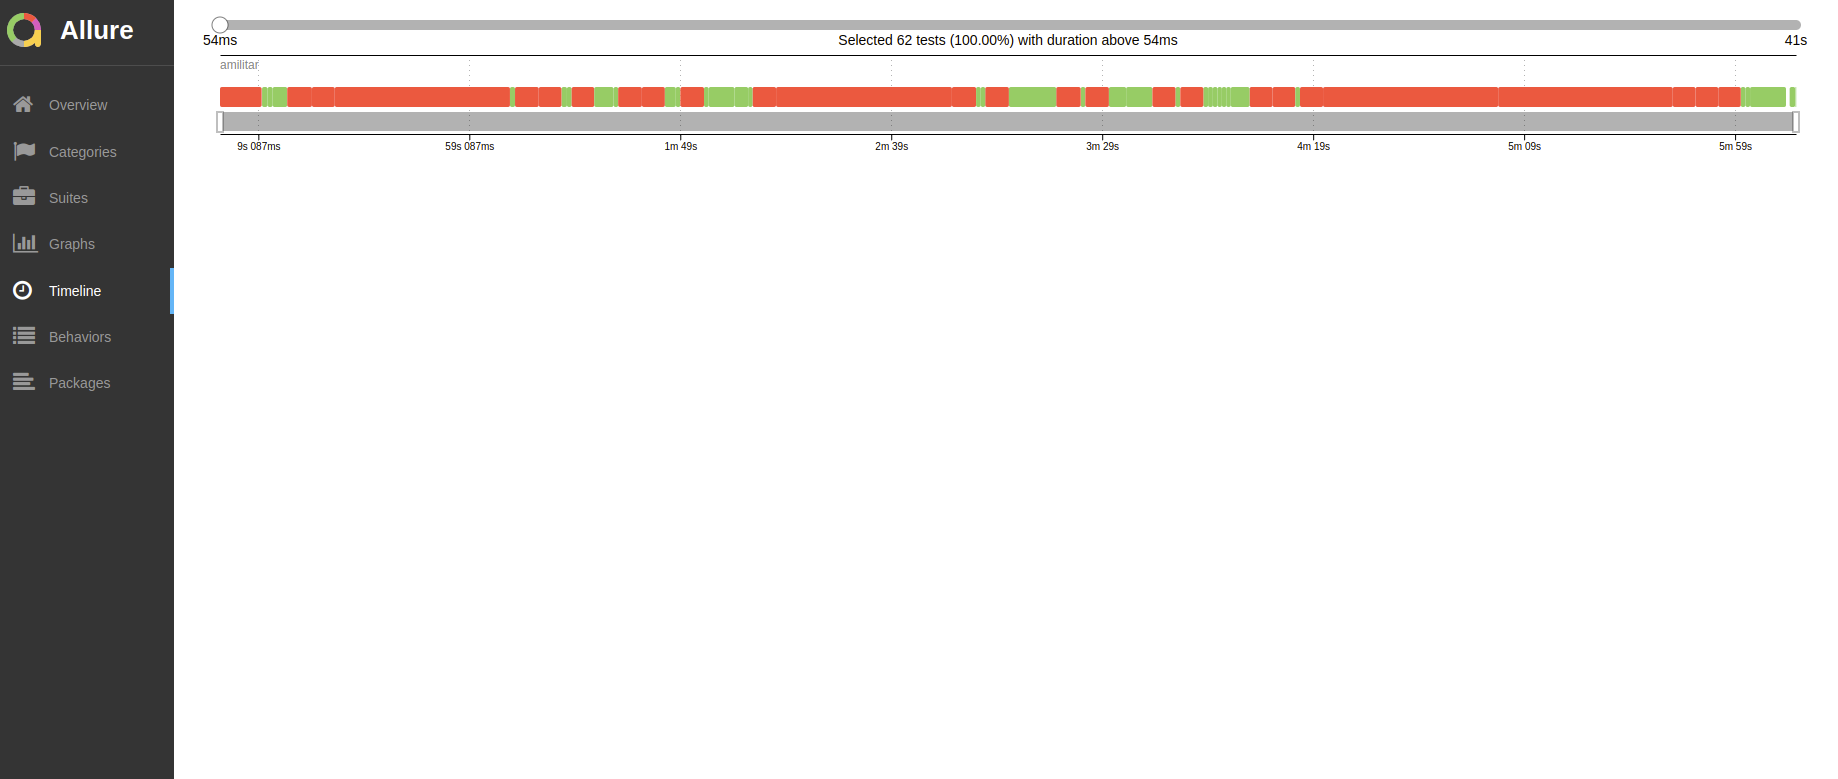 Allure
Overview
Categories
Suites
Graphs
Timeline
Behaviors
Packages
54ms Selected 62 tests (100.00%) with duration above 54ms 41s
amilitar
9s 087ms 59s 087ms 1m 49s 2m 39s 3m 29s 4m 19s 5m 09s 5m 59s